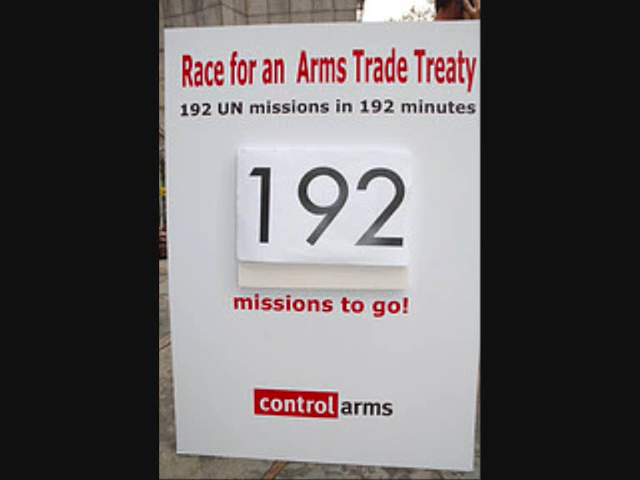 Race for an Arms Trade Treaty
192 UN missions in 192 minutes
192
missions to go!
control arms